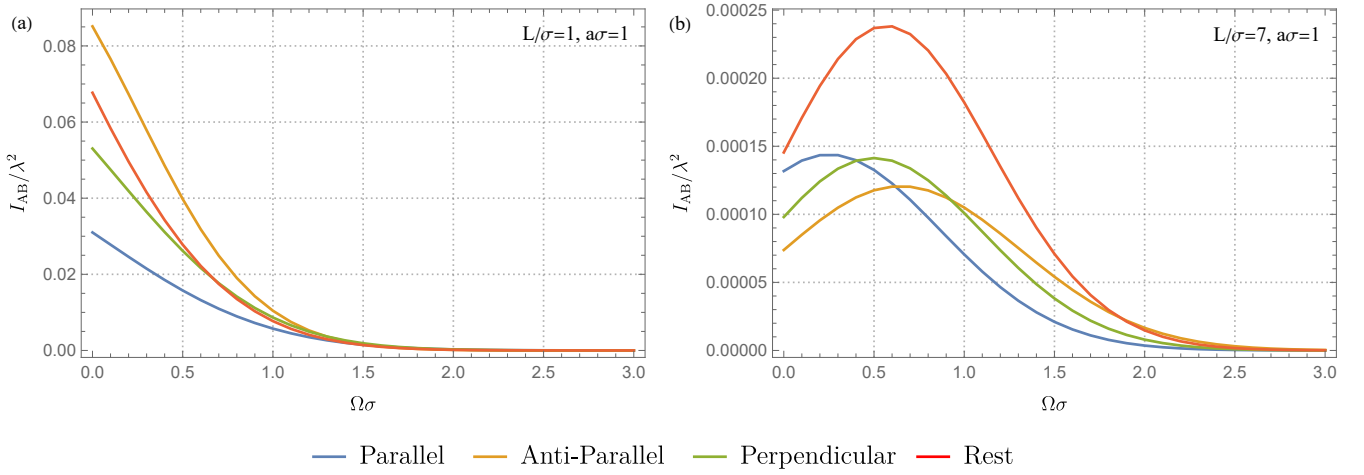 (a)
L/σ=1, aσ=1
I_AB/λ²
0.08
0.06
0.04
0.02
0.00
0.0 0.5 1.0 1.5 2.0 2.5 3.0
Ωσ
(b)
L/σ=7, aσ=1
I_AB/λ²
0.00025
0.00020
0.00015
0.00010
0.00005
0.00000
0.0 0.5 1.0 1.5 2.0 2.5 3.0
Ωσ
Parallel Anti-Parallel Perpendicular Rest